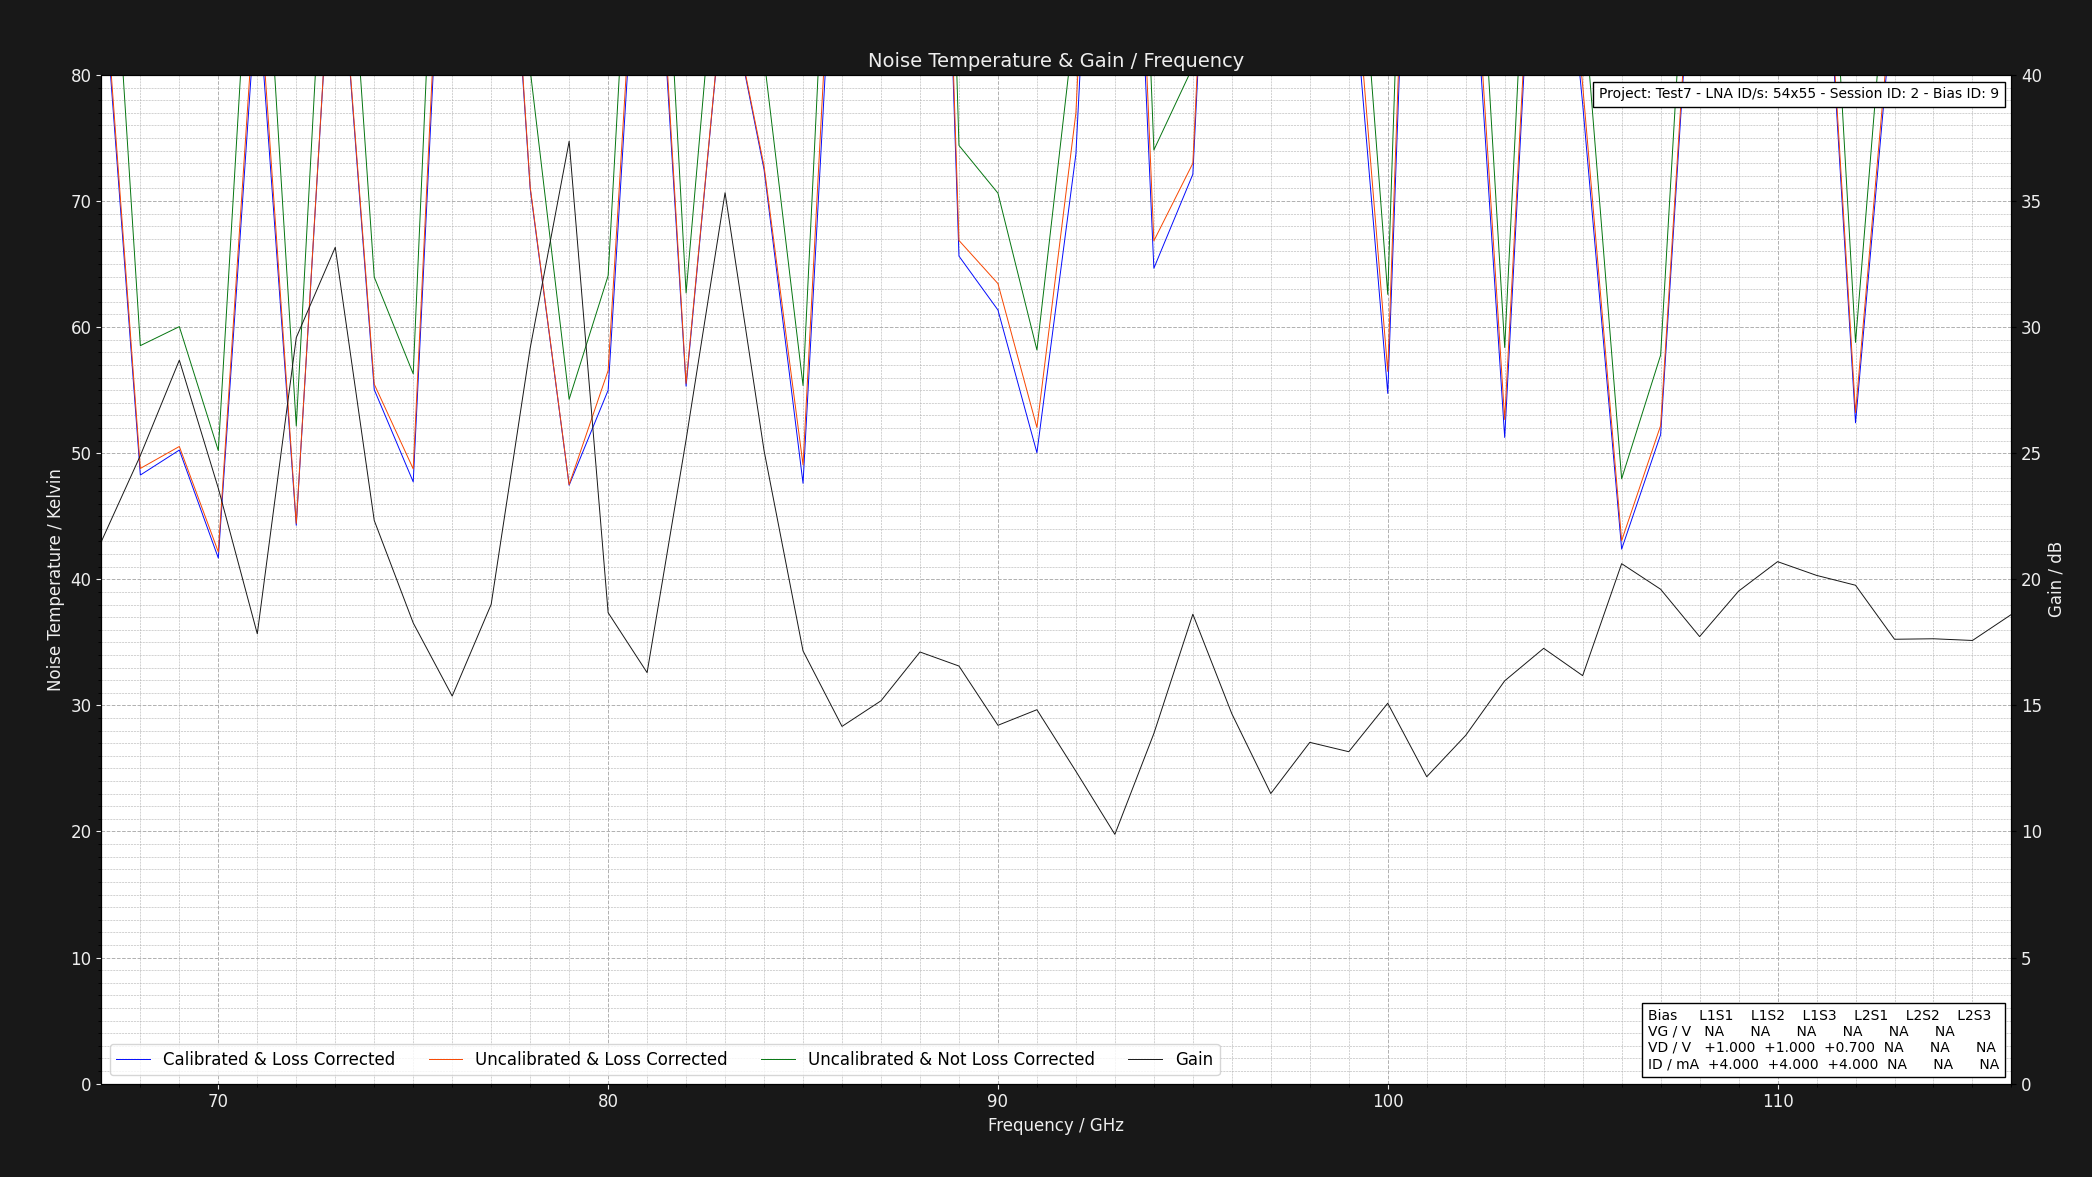 Noise Temperature & Gain / Frequency
80
70
60
50
40
30
20
10
0
Noise Temperature / Kelvin
40
35
30
25
20
15
10
5
0
Gain / dB
Project: Test7 - LNA ID/s: 54x55 - Session ID: 2 - Bias ID: 9
Bias L1S1 L1S2 L1S3 L2S1 L2S2 L2S3
VG / V NA NA NA NA NA NA
VD / V +1.000 +1.000 +0.700 NA NA NA
ID / mA +4.000 +4.000 +4.000 NA NA NA
Calibrated & Loss Corrected Uncalibrated & Loss Corrected Uncalibrated & Not Loss Corrected Gain
70 80 90 100 110
Frequency / GHz